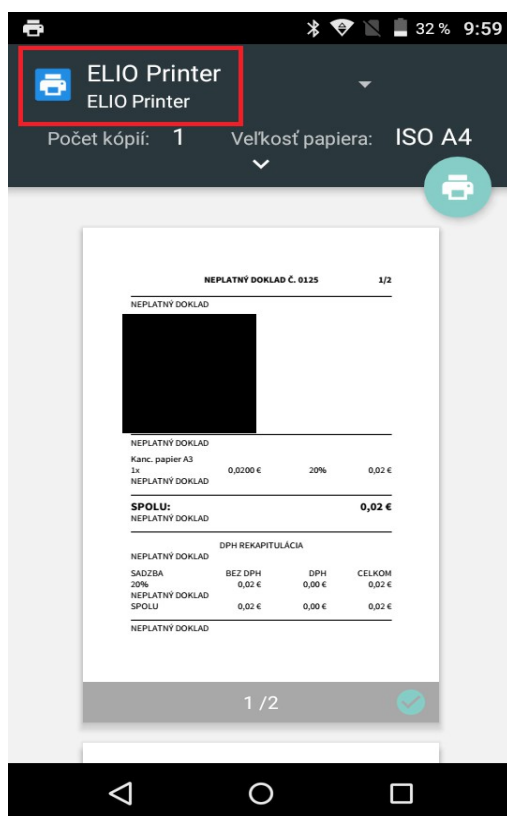 32 % 9:59
ELIO Printer
ELIO Printer
Počet kópií: 1 Veľkosť papiera: ISO A4
NEPLATNÝ DOKLAD Č. 0125 1/2
NEPLATNÝ DOKLAD
NEPLATNÝ DOKLAD
Kanc. papier A3
1x 0,0200 € 20% 0,02 €
NEPLATNÝ DOKLAD
SPOLU: 0,02 €
NEPLATNÝ DOKLAD
DPH REKAPITULÁCIA
NEPLATNÝ DOKLAD
SADZBA BEZ DPH DPH CELKOM
20% 0,02 € 0,00 € 0,02 €
NEPLATNÝ DOKLAD
SPOLU 0,02 € 0,00 € 0,02 €
NEPLATNÝ DOKLAD
1 /2